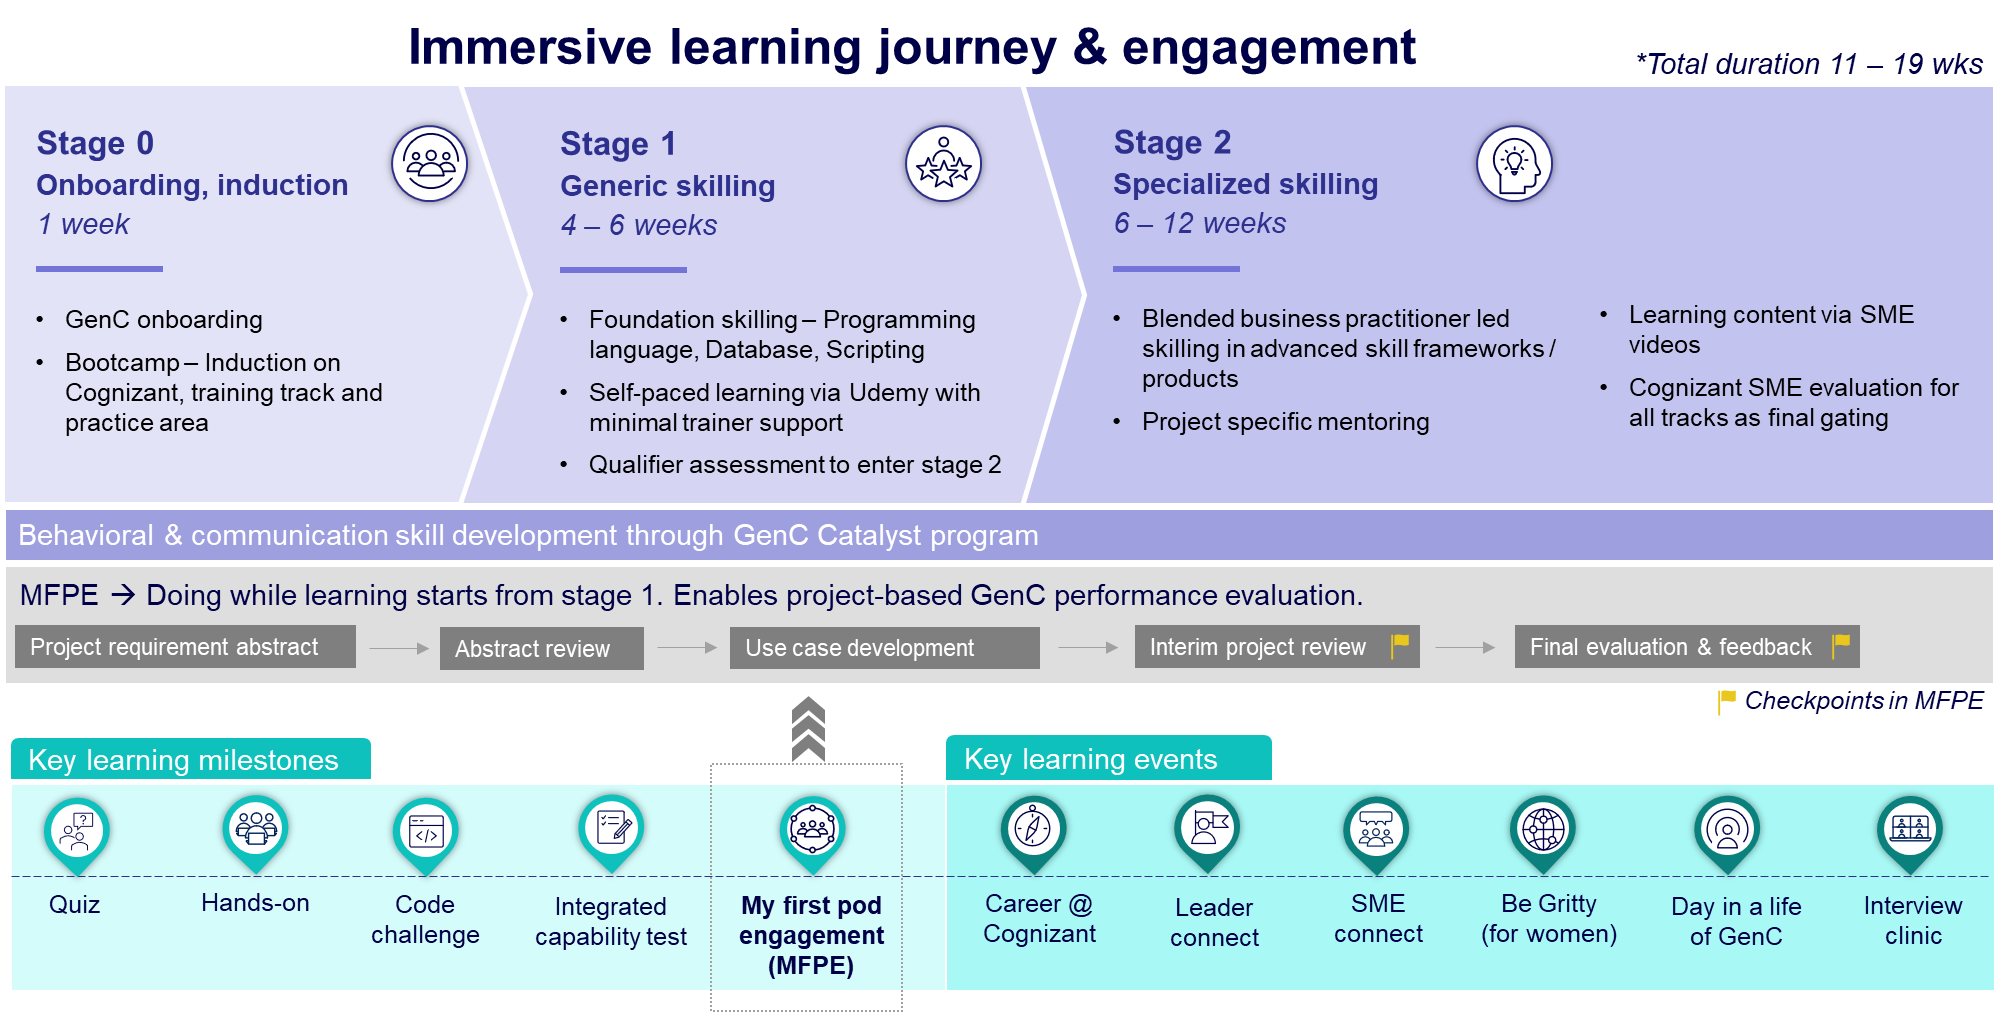 Immersive learning journey & engagement
*Total duration 11 – 19 wks
Stage 0
Onboarding, induction
1 week
• GenC onboarding
• Bootcamp – Induction on
Cognizant, training track and
practice area
Stage 1
Generic skilling
4 – 6 weeks
• Foundation skilling – Programming
language, Database, Scripting
• Self-paced learning via Udemy with
minimal trainer support
• Qualifier assessment to enter stage 2
Stage 2
Specialized skilling
6 – 12 weeks
• Blended business practitioner led
skilling in advanced skill frameworks /
products
• Project specific mentoring
• Learning content via SME
videos
• Cognizant SME evaluation for
all tracks as final gating
Behavioral & communication skill development through GenC Catalyst program
MFPE → Doing while learning starts from stage 1. Enables project-based GenC performance evaluation.
Project requirement abstract
Abstract review
Use case development
Interim project review
Final evaluation & feedback
Checkpoints in MFPE
Key learning milestones
Quiz
Hands-on
Code
challenge
Integrated
capability test
My first pod
engagement
(MFPE)
Key learning events
Career @
Cognizant
Leader
connect
SME
connect
Be Gritty
(for women)
Day in a life
of GenC
Interview
clinic